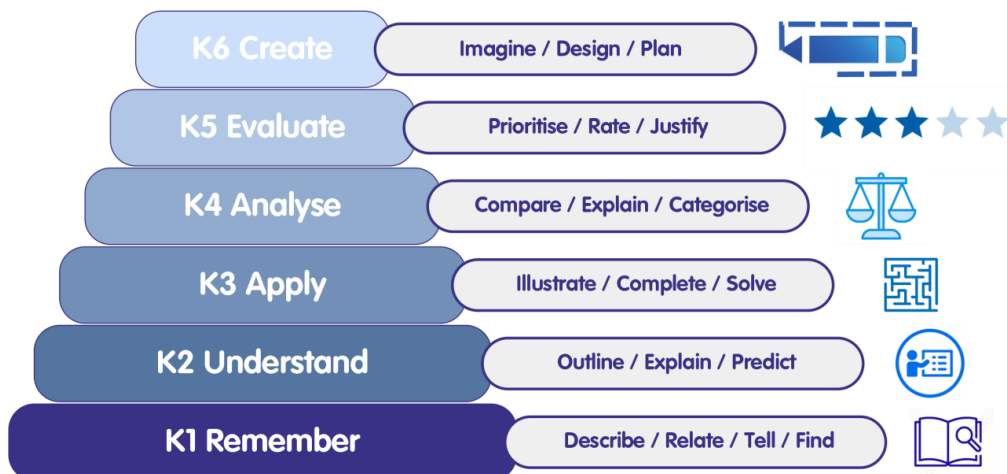 K6 Create
Imagine / Design / Plan
K5 Evaluate
Prioritise / Rate / Justify
K4 Analyse
Compare / Explain / Categorise
K3 Apply
Illustrate / Complete / Solve
K2 Understand
Outline / Explain / Predict
K1 Remember
Describe / Relate / Tell / Find